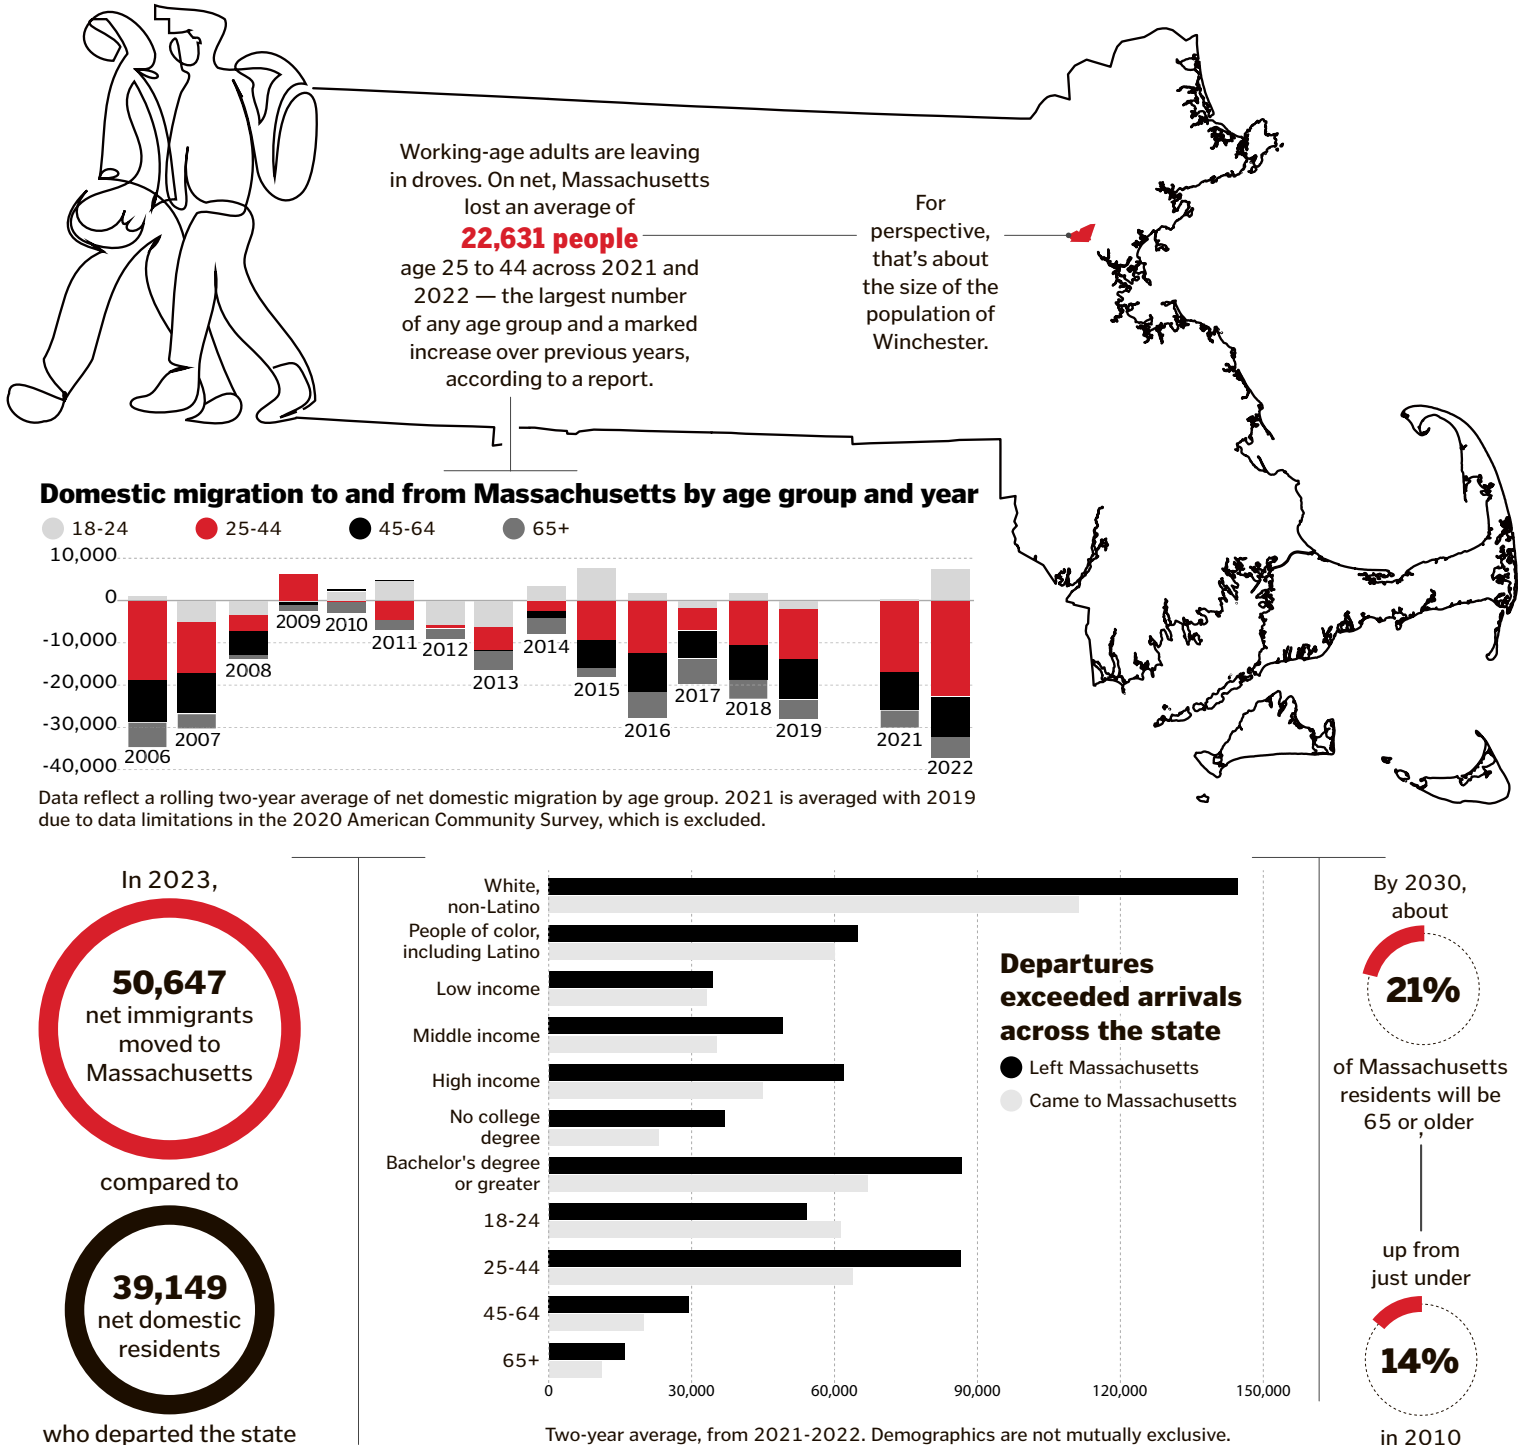 Working-age adults are leaving
in droves. On net, Massachusetts
lost an average of
22,631 people
age 25 to 44 across 2021 and
2022 — the largest number
of any age group and a marked
increase over previous years,
according to a report.
For
perspective,
that’s about
the size of the
population of
Winchester.
Domestic migration to and from Massachusetts by age group and year
18-24 25-44 45-64 65+
10,000
0
-10,000
-20,000
-30,000
-40,000
2006
2007
2008
2009
2010
2011
2012
2013
2014
2015
2016
2017
2018
2019
2021
2022
Data reflect a rolling two-year average of net domestic migration by age group. 2021 is averaged with 2019
due to data limitations in the 2020 American Community Survey, which is excluded.
In 2023,
50,647
net immigrants
moved to
Massachusetts
compared to
39,149
net domestic
residents
who departed the state
Departures
exceeded arrivals
across the state
Left Massachusetts
Came to Massachusetts
White,
non-Latino
People of color,
including Latino
Low income
Middle income
High income
No college
degree
Bachelor's degree
or greater
18-24
25-44
45-64
65+
0 30,000 60,000 90,000 120,000 150,000
Two-year average, from 2021-2022. Demographics are not mutually exclusive.
By 2030,
about
21%
of Massachusetts
residents will be
65 or older
,
up from
just under
14%
in 2010